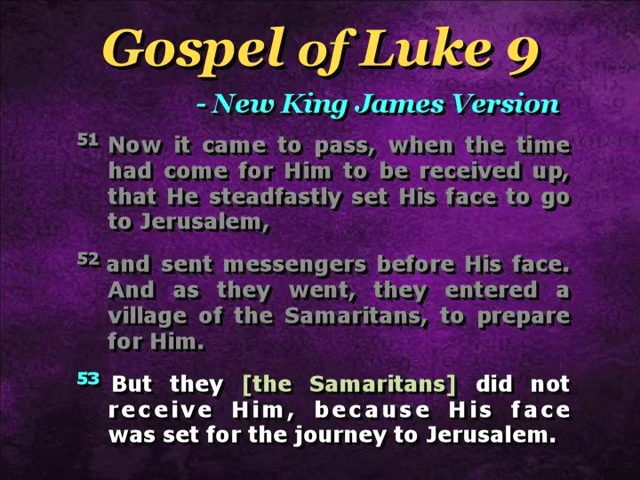 Gospel of Luke 9
- New King James Version
51 Now it came to pass, when the time
had come for Him to be received up,
that He steadfastly set His face to go
to Jerusalem,
52 and sent messengers before His face.
And as they went, they entered a
village of the Samaritans, to prepare
for Him.
53 But they [the Samaritans] did not
receive Him, because His face
was set for the journey to Jerusalem.